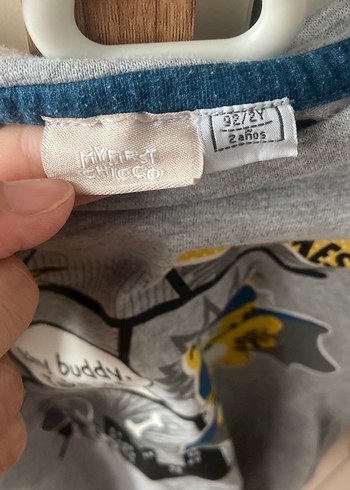 MY FIRST
CHICCO
92/2Y
2 años
buddy.